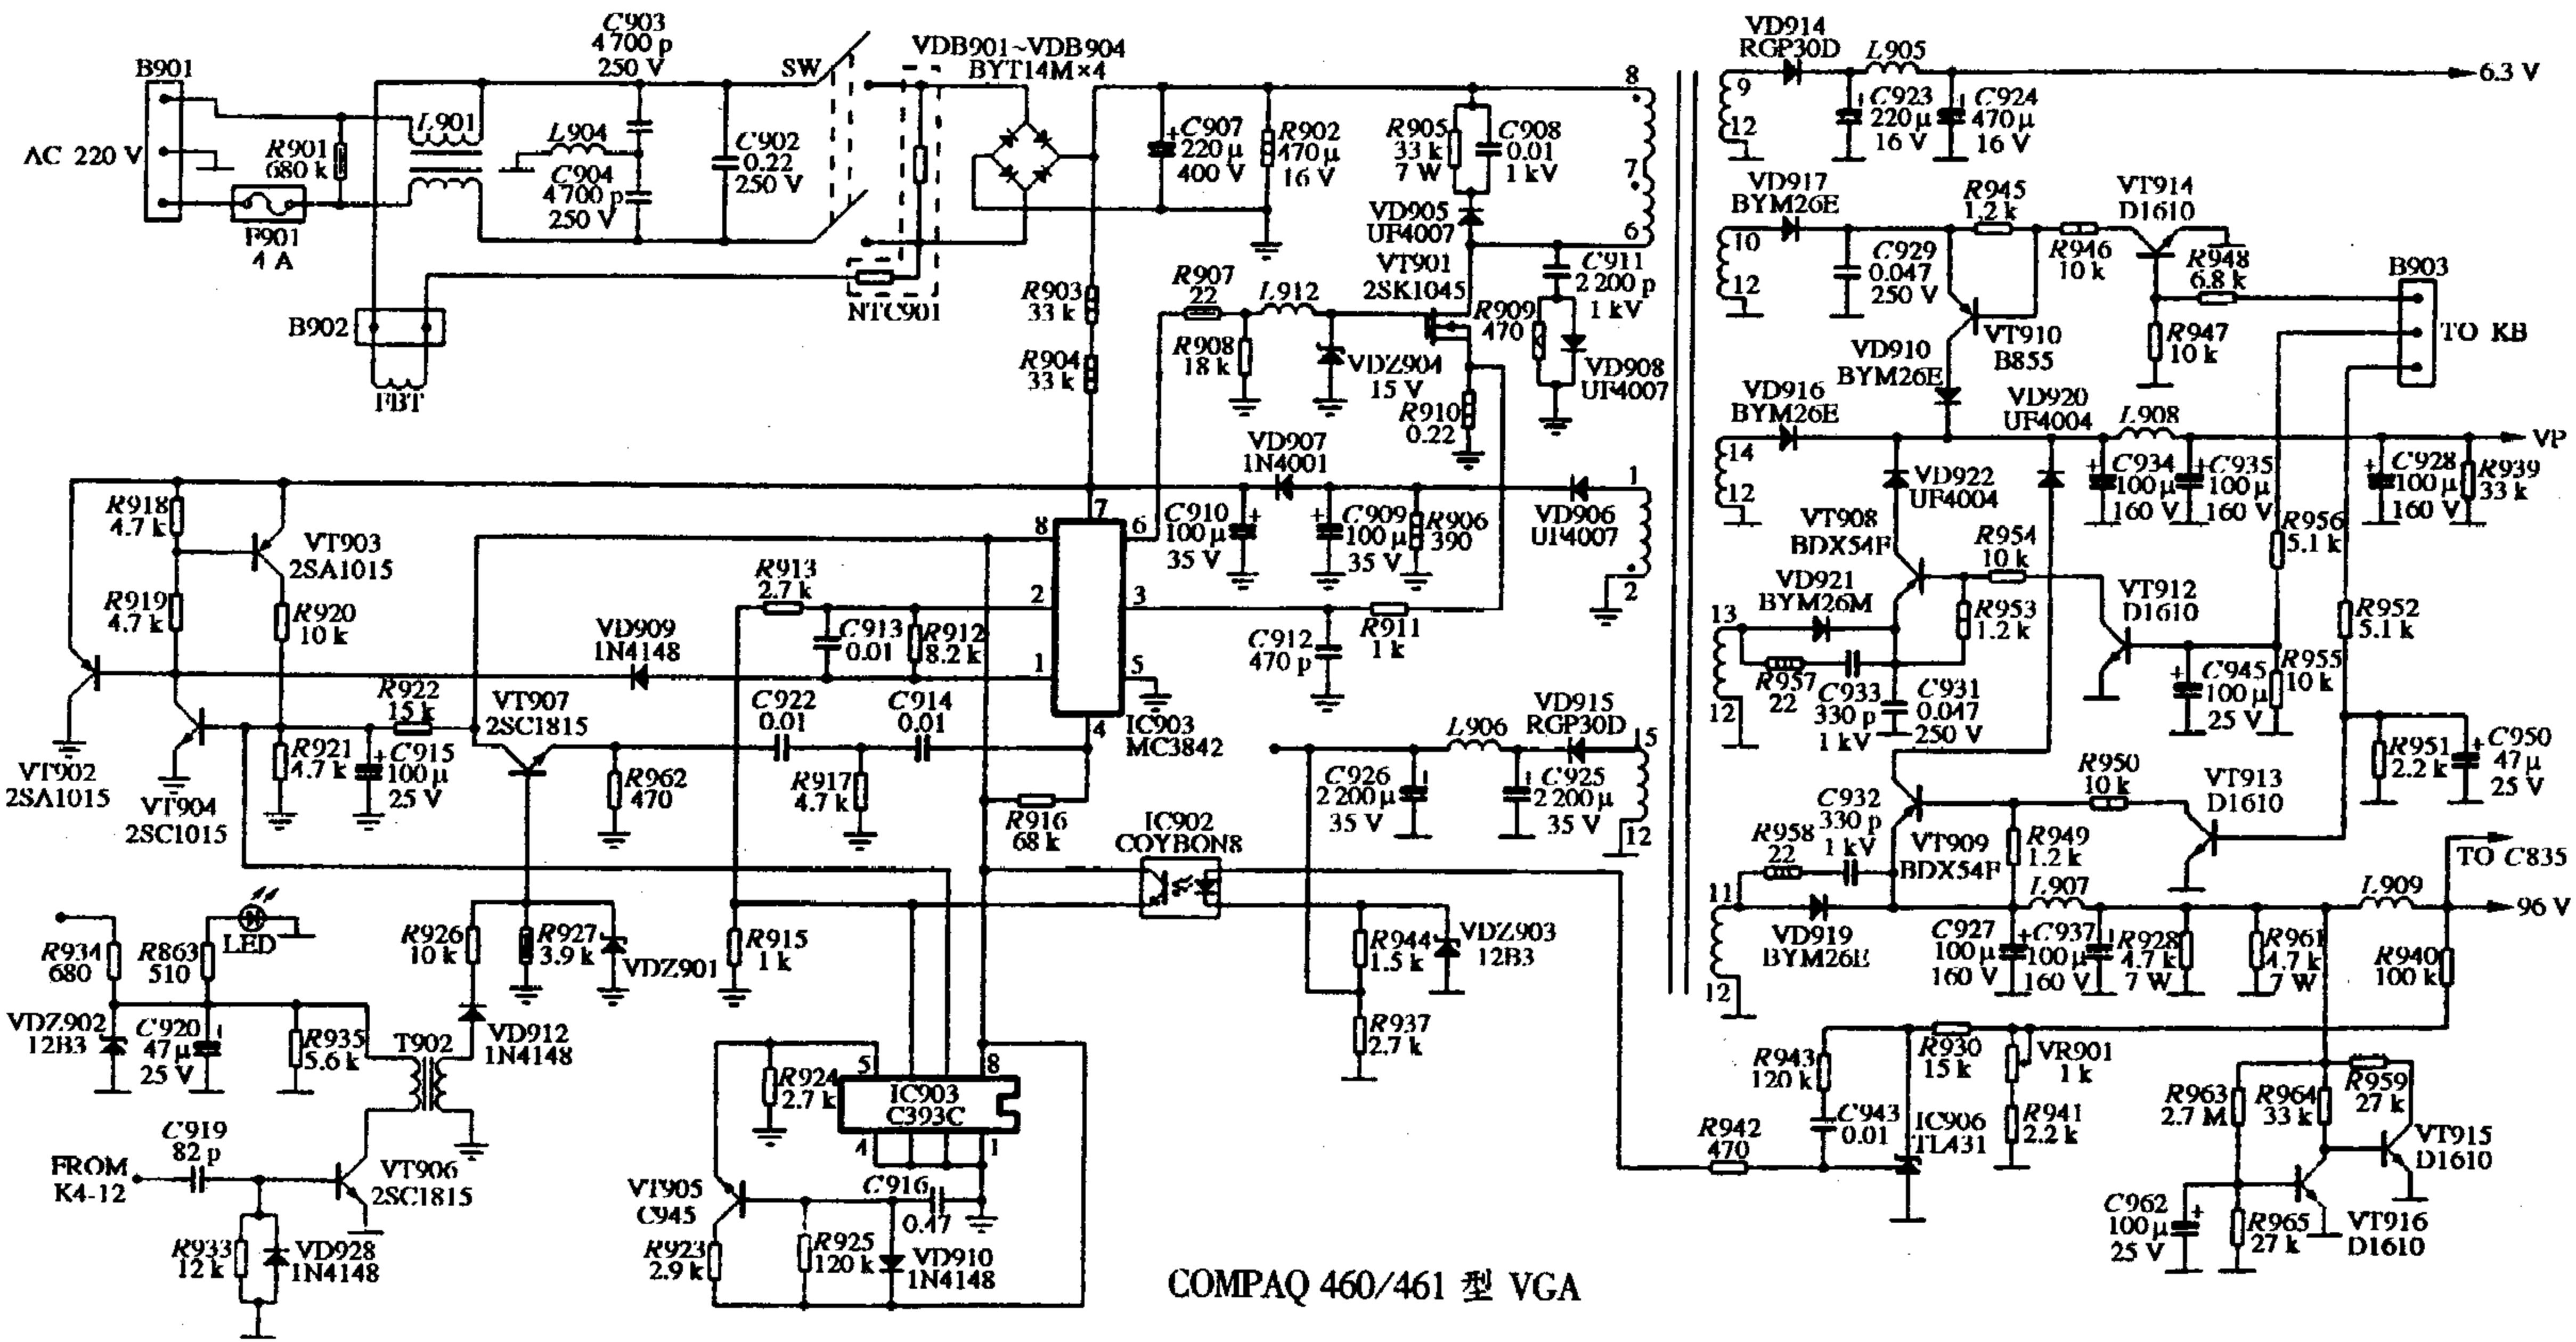 B901
AC 220 V
R901
680 k
F901
4 A
L901
L904
C903
4 700 p
250 V
C904
4 700 p
250 V
C902
0.22
250 V
SW
NTC901
B902
FBT
VDB901~VDB904
BYT14M×4
C907
220 μ
400 V
R902
470 μ
16 V
R905
33 k
7 W
C908
0.01
1 kV
VD905
UF4007
8
7
6
R903
33 k
R904
33 k
R907
22
L912
R908
18 k
VDZ904
15 V
VT901
2SK1045
R909
470
C911
2 200 p
1 kV
VD908
UF4007
R910
0.22
VD907
1N4001
C910
100 μ
35 V
C909
100 μ
35 V
R906
390
VD906
UF4007
1
2
R918
4.7 k
VT903
2SA1015
R919
4.7 k
R920
10 k
VD909
1N4148
R913
2.7 k
C913
0.01
R912
8.2 k
7
8
6
2
3
1
5
4
IC903
MC3842
C912
470 p
R911
1 k
VT902
2SA1015
VT904
2SC1015
R921
4.7 k
R922
15 k
C915
100 μ
25 V
VT907
2SC1815
R962
470
C922
0.01
C914
0.01
R917
4.7 k
R916
68 k
IC902
COYBON8
VD915
RGP30D
L906
C926
2 200 μ
35 V
C925
2 200 μ
35 V
15
12
R934
680
R863
510
LED
VDZ902
12B3
C920
47 μ
25 V
R935
5.6 k
T902
R926
10 k
R927
3.9 k
VDZ901
VD912
1N4148
R915
1 k
R944
1.5 k
VDZ903
12B3
R937
2.7 k
FROM
K4-12
C919
82 p
VT906
2SC1815
R933
12 k
VD928
1N4148
R924
2.7 k
5
8
IC903
C393C
4
1
VT905
C945
R923
2.9 k
R925
120 k
C916
0.47
VD910
1N4148
VD914
RGP30D
L905
6.3 V
9
12
C923
220 μ
16 V
C924
470 μ
16 V
VD917
BYM26E
10
12
C929
0.047
250 V
R945
1.2 k
R946
10 k
VT914
D1610
R948
6.8 k
R947
10 k
B903
TO KB
VT910
B855
VD910
BYM26E
VD916
BYM26E
14
12
VD920
UF4004
L908
VP
VD922
UF4004
C934
100 μ
160 V
C935
100 μ
160 V
C928
100 μ
160 V
R939
33 k
VT908
BDX54F
R954
10 k
R953
1.2 k
VT912
D1610
R956
5.1 k
R952
5.1 k
VD921
BYM26M
13
12
R957
22
C933
330 p
1 kV
C931
0.047
250 V
C945
100 μ
25 V
R955
10 k
R951
2.2 k
C950
47 μ
25 V
R950
10 k
VT913
D1610
C932
330 p
1 kV
R958
22
VT909
BDX54F
R949
1.2 k
TO C835
11
12
VD919
BYM26E
L907
L909
96 V
C927
100 μ
160 V
C937
100 μ
160 V
R928
4.7 k
7 W
R961
4.7 k
7 W
R940
100 k
R942
470
R943
120 k
C943
0.01
R930
15 k
VR901
1 k
IC906
TL431
R941
2.2 k
R963
2.7 M
R964
33 k
R959
27 k
VT915
D1610
C962
100 μ
25 V
R965
27 k
VT916
D1610
COMPAQ 460/461 型 VGA